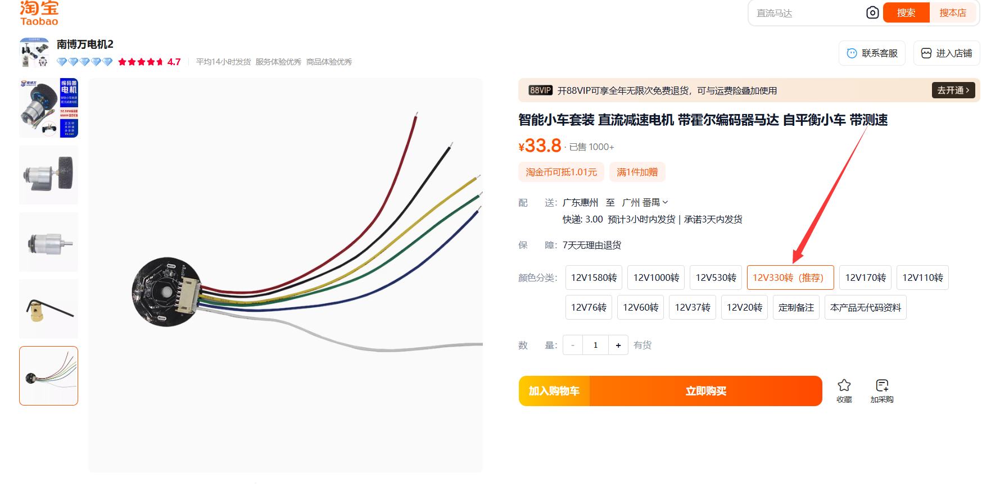 淘宝
Taobao
直流马达
搜索
搜本店
南博万电机2
4.7
平均14小时发货 服务体验优秀 商品体验优秀
联系客服
进入店铺
南博万
编码器
电机
88VIP 开88VIP可享全年无限次免费退货，可与运费险叠加使用
去开通
智能小车套装 直流减速电机 带霍尔编码器马达 自平衡小车 带测速
¥33.8 · 已售 1000+
淘金币可抵1.01元
满1件加赠
配 送： 广东惠州 至 广州 番禺
快递: 3.00 预计3小时内发货 | 承诺3天内发货
保 障： 7天无理由退货
颜色分类： 12V1580转 12V1000转 12V530转 12V330转（推荐） 12V170转 12V110转
12V76转 12V60转 12V37转 12V20转 定制备注 本产品无代码资料
数 量： - 1 + 有货
加入购物车
立即购买
收藏
加采购